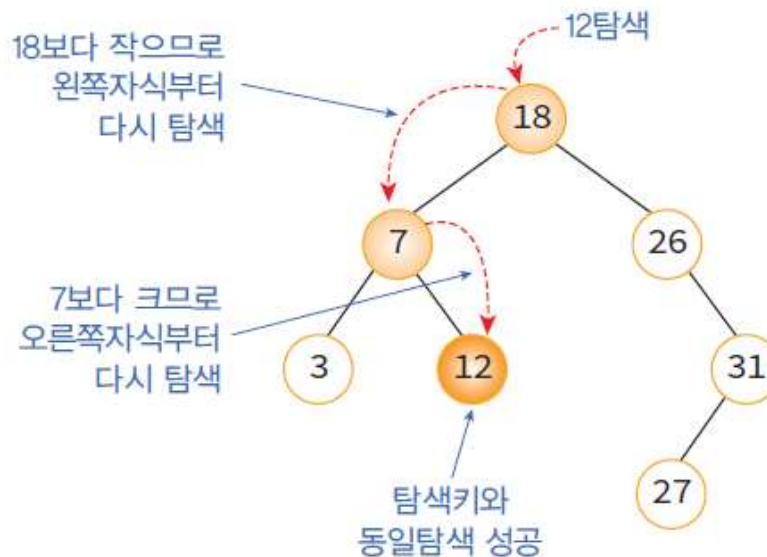 12탐색
18보다 작으므로
왼쪽자식부터
다시 탐색
18
7
26
7보다 크므로
오른쪽자식부터
다시 탐색
3
12
31
27
탐색키와
동일탐색 성공